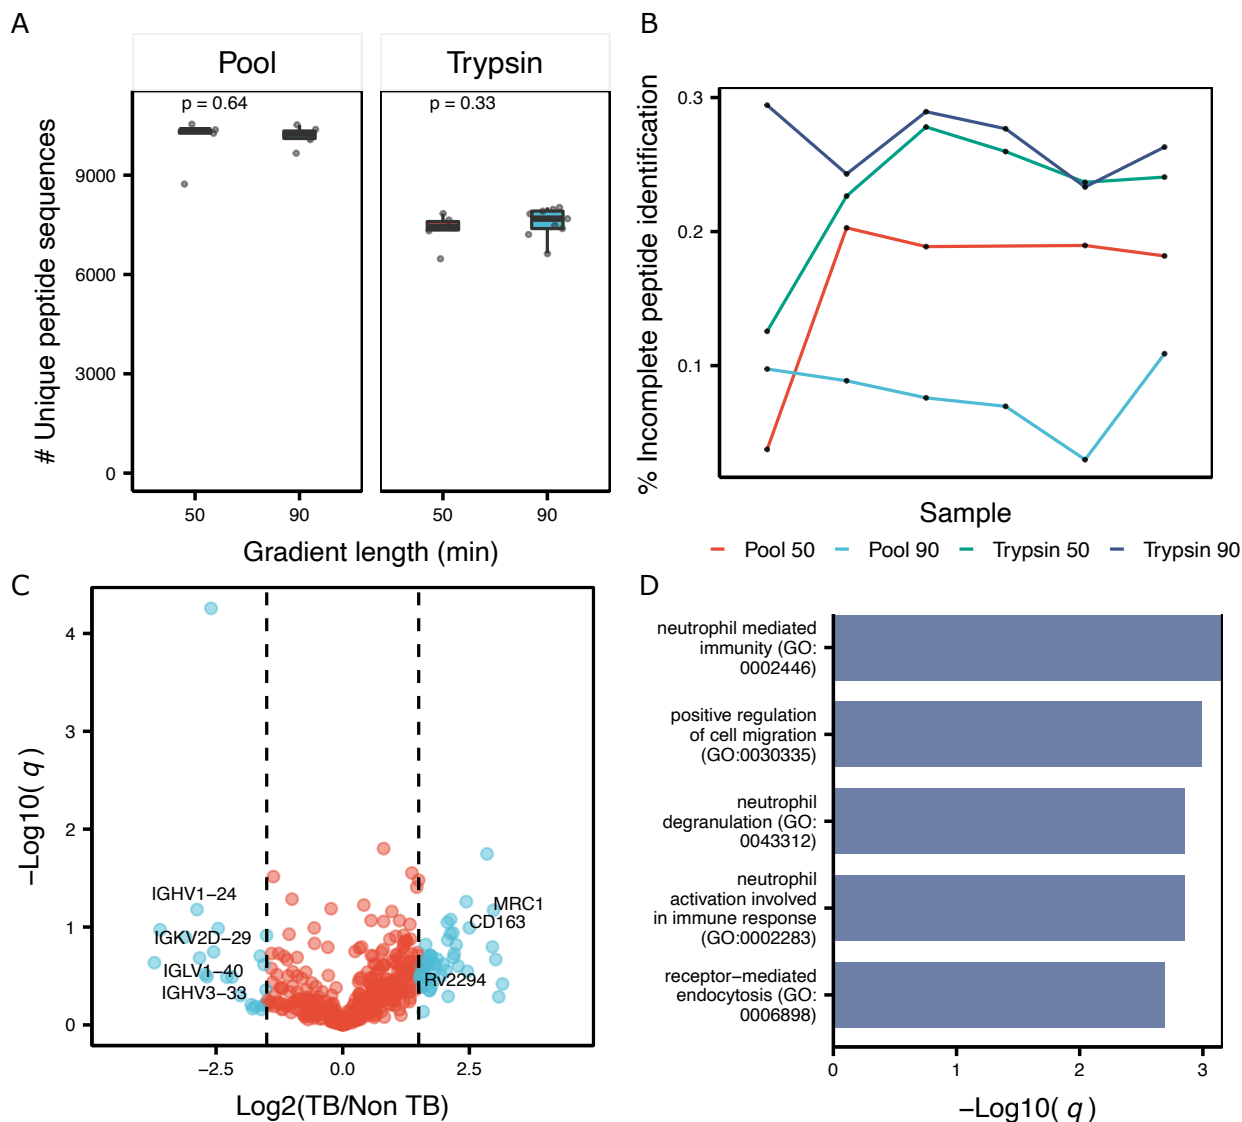 A
Pool
Trypsin
p = 0.64
p = 0.33
# Unique peptide sequences
9000
6000
3000
0
50
90
50
90
Gradient length (min)
B
% Incomplete peptide identification
0.3
0.2
0.1
Sample
Pool 50
Pool 90
Trypsin 50
Trypsin 90
C
−Log10( q )
4
3
2
1
0
IGHV1−24
IGKV2D−29
IGLV1−40
IGHV3−33
MRC1
CD163
Rv2294
−2.5
0.0
2.5
Log2(TB/Non TB)
D
neutrophil mediated
immunity (GO:
0002446)
positive regulation
of cell migration
(GO:0030335)
neutrophil
degranulation (GO:
0043312)
neutrophil
activation involved
in immune response
(GO:0002283)
receptor−mediated
endocytosis (GO:
0006898)
0
1
2
3
−Log10( q )